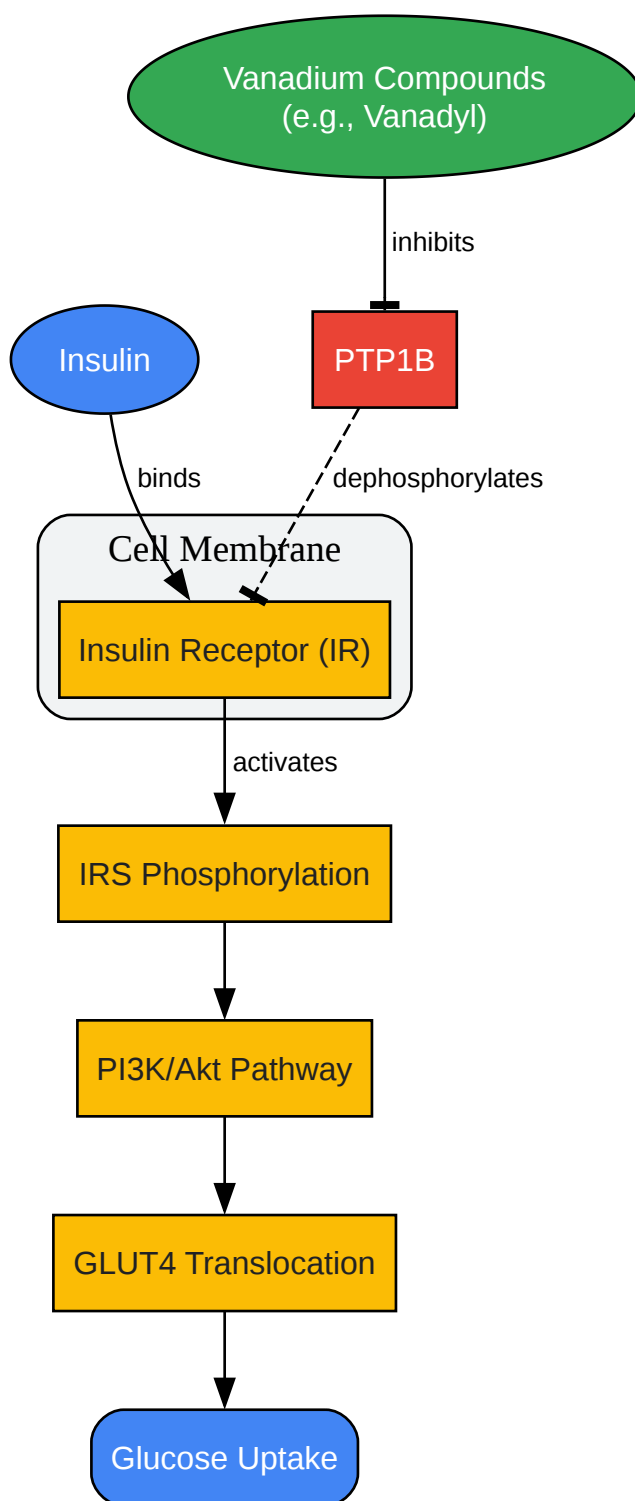 Vanadium Compounds
(e.g., Vanadyl)
inhibits
Insulin
PTP1B
binds
dephosphorylates
Cell Membrane
Insulin Receptor (IR)
activates
IRS Phosphorylation
PI3K/Akt Pathway
GLUT4 Translocation
Glucose Uptake